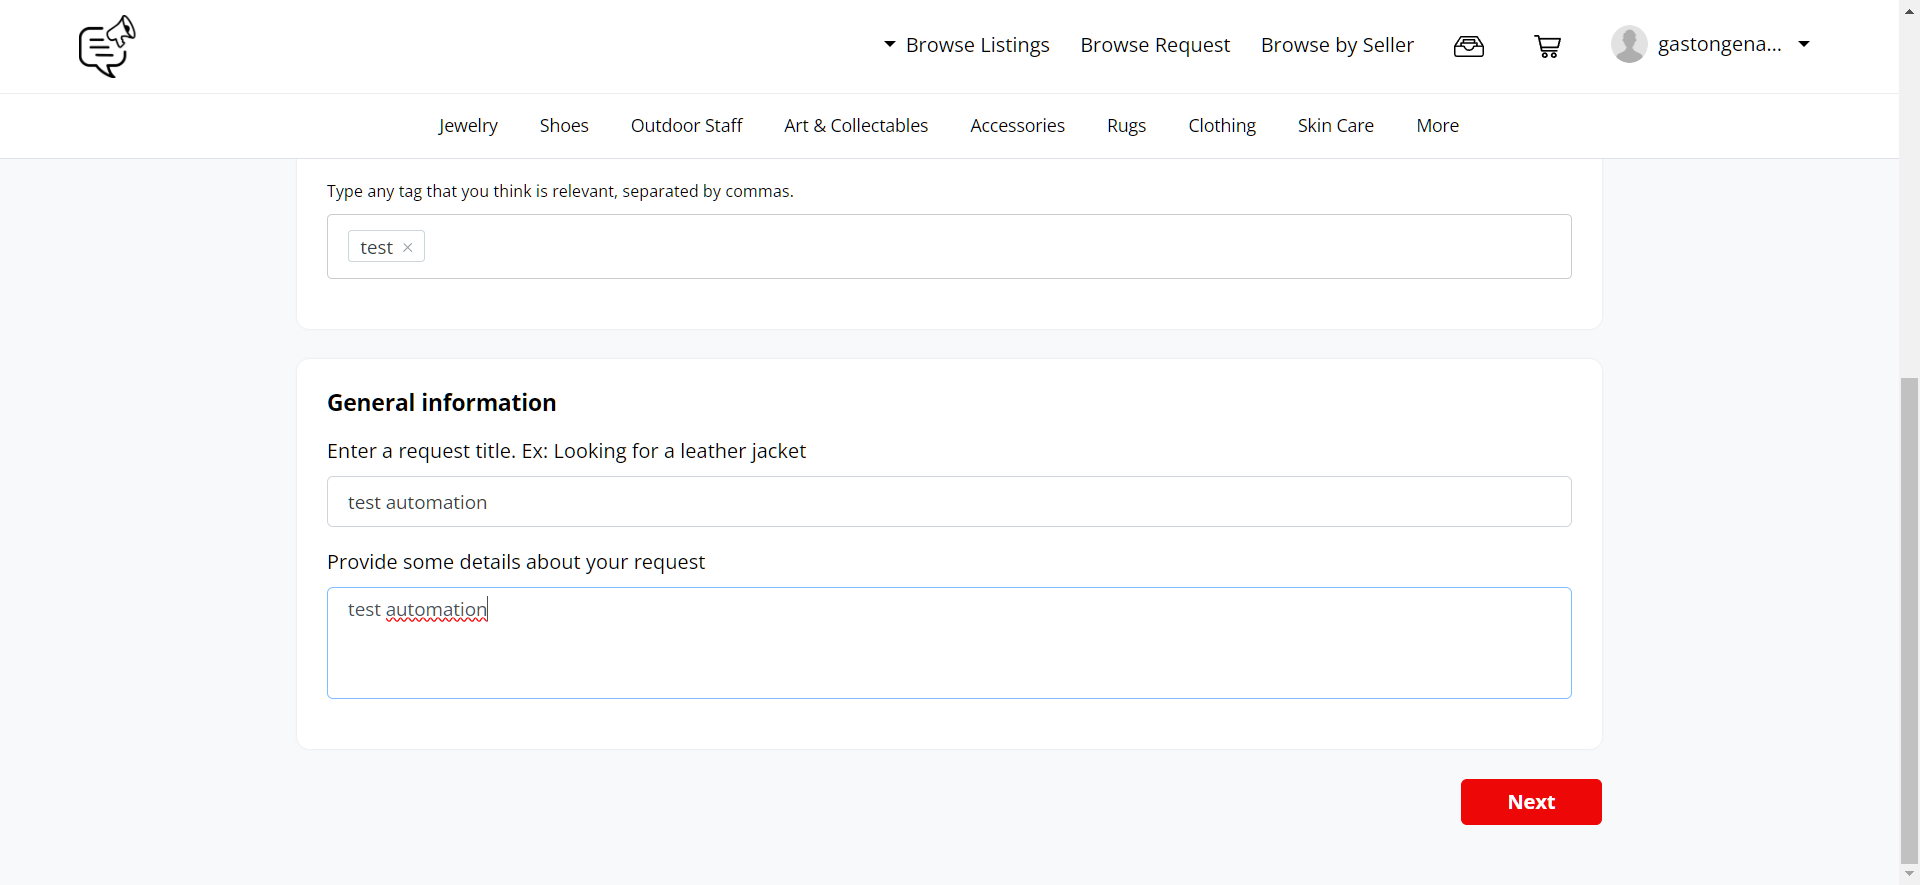 Browse Listings Browse Request Browse by Seller gastongena...
Jewelry Shoes Outdoor Staff Art & Collectables Accessories Rugs Clothing Skin Care More
Type any tag that you think is relevant, separated by commas.
test ×
General information
Enter a request title. Ex: Looking for a leather jacket
test automation
Provide some details about your request
test automation
Next